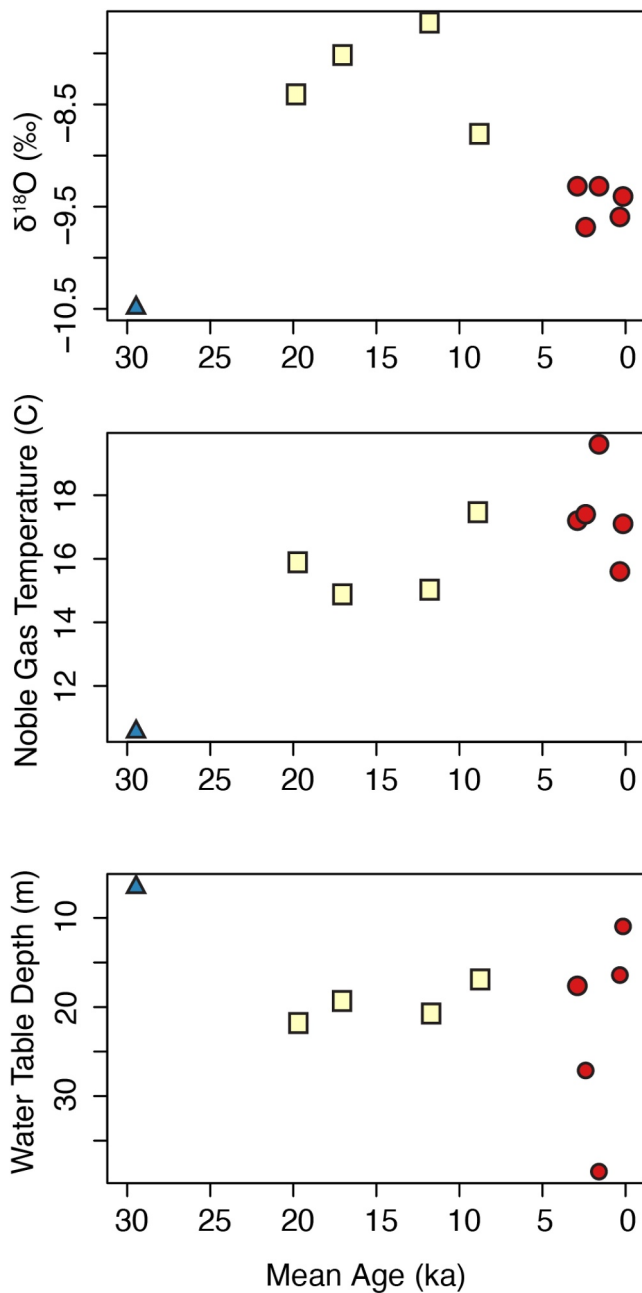 δ¹⁸O (‰)
−8.5
−9.5
−10.5
30 25 20 15 10 5 0
Noble Gas Temperature (C)
18
16
14
12
30 25 20 15 10 5 0
Water Table Depth (m)
10
20
30
30 25 20 15 10 5 0
Mean Age (ka)